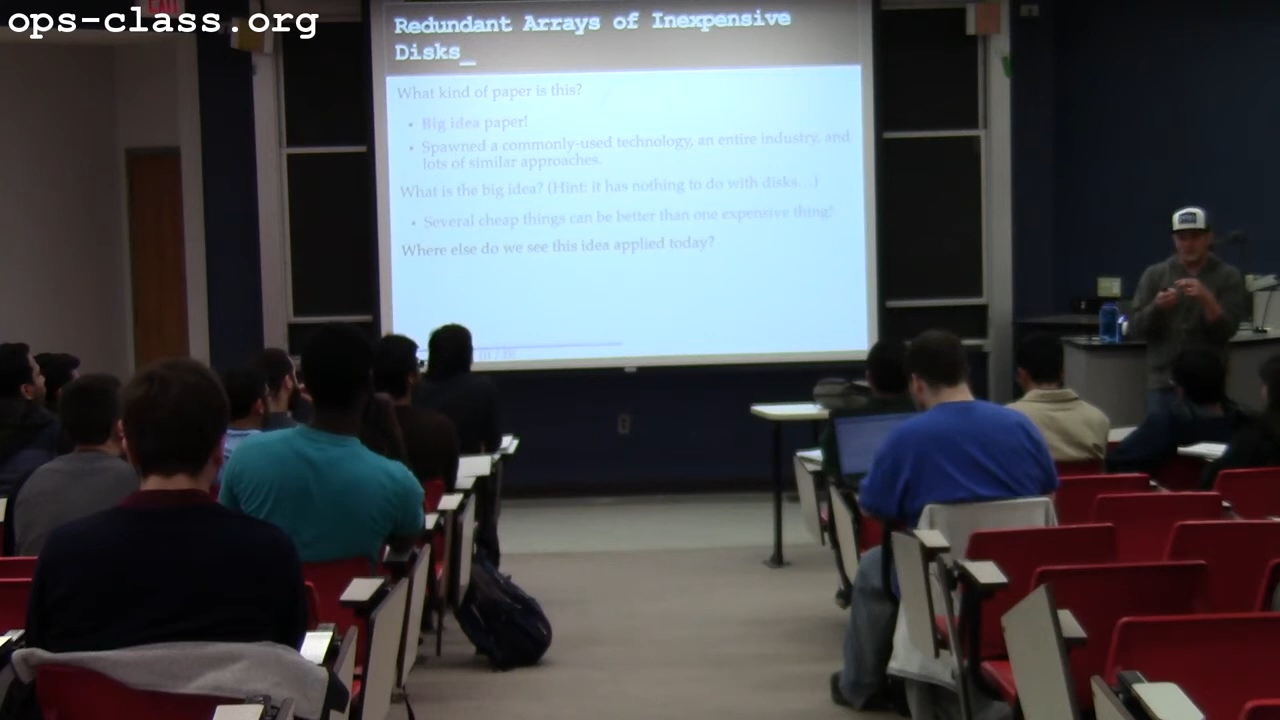 ops-class.org
EXIT
Redundant Arrays of Inexpensive
Disks_
What kind of paper is this?
• Big idea paper!
• Spawned a commonly-used technology, an entire industry, and
lots of similar approaches.
What is the big idea? (Hint: it has nothing to do with disks…)
• Several cheap things can be better than one expensive thing!
Where else do we see this idea applied today?